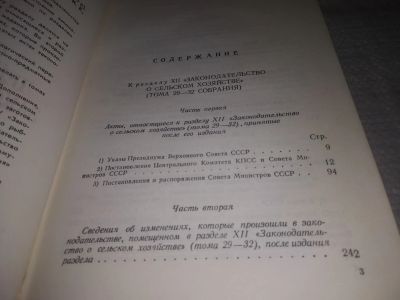 СОДЕРЖАНИЕ
К разделу XII «ЗАКОНОДАТЕЛЬСТВО
О СЕЛЬСКОМ ХОЗЯЙСТВЕ»
(ТОМА 29—32 СОБРАНИЯ)
Часть первая
Акты, относящиеся к разделу XII «Законодательство
о сельском хозяйстве» (тома 29—32), принятые
после его издания
Стр.
1) Указы Президиума Верховного Совета СССР 9
2) Постановления Центрального Комитета КПСС и Совета Ми-
нистров СССР 12
3) Постановления и распоряжения Совета Министров СССР 94
Часть вторая
Сведения об изменениях, которые произошли в зако-
нодательстве, помещенном в разделе XII «Законодатель-
ство о сельском хозяйстве» (тома 29—32), после издания
раздела 242
3